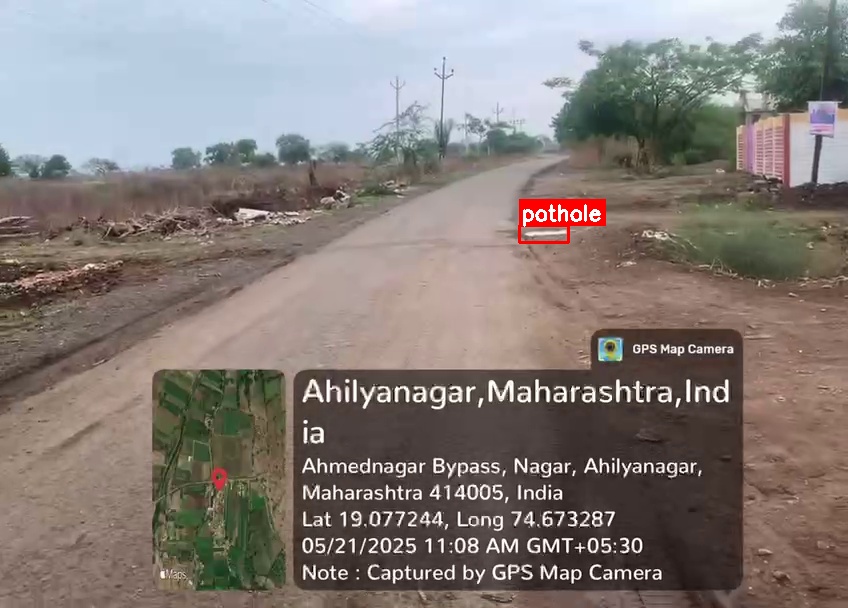 pothole
GPS Map Camera
Ahilyanagar,Maharashtra,Ind
ia
Ahmednagar Bypass, Nagar, Ahilyanagar,
Maharashtra 414005, India
Lat 19.077244, Long 74.673287
05/21/2025 11:08 AM GMT+05:30
Note : Captured by GPS Map Camera
Maps